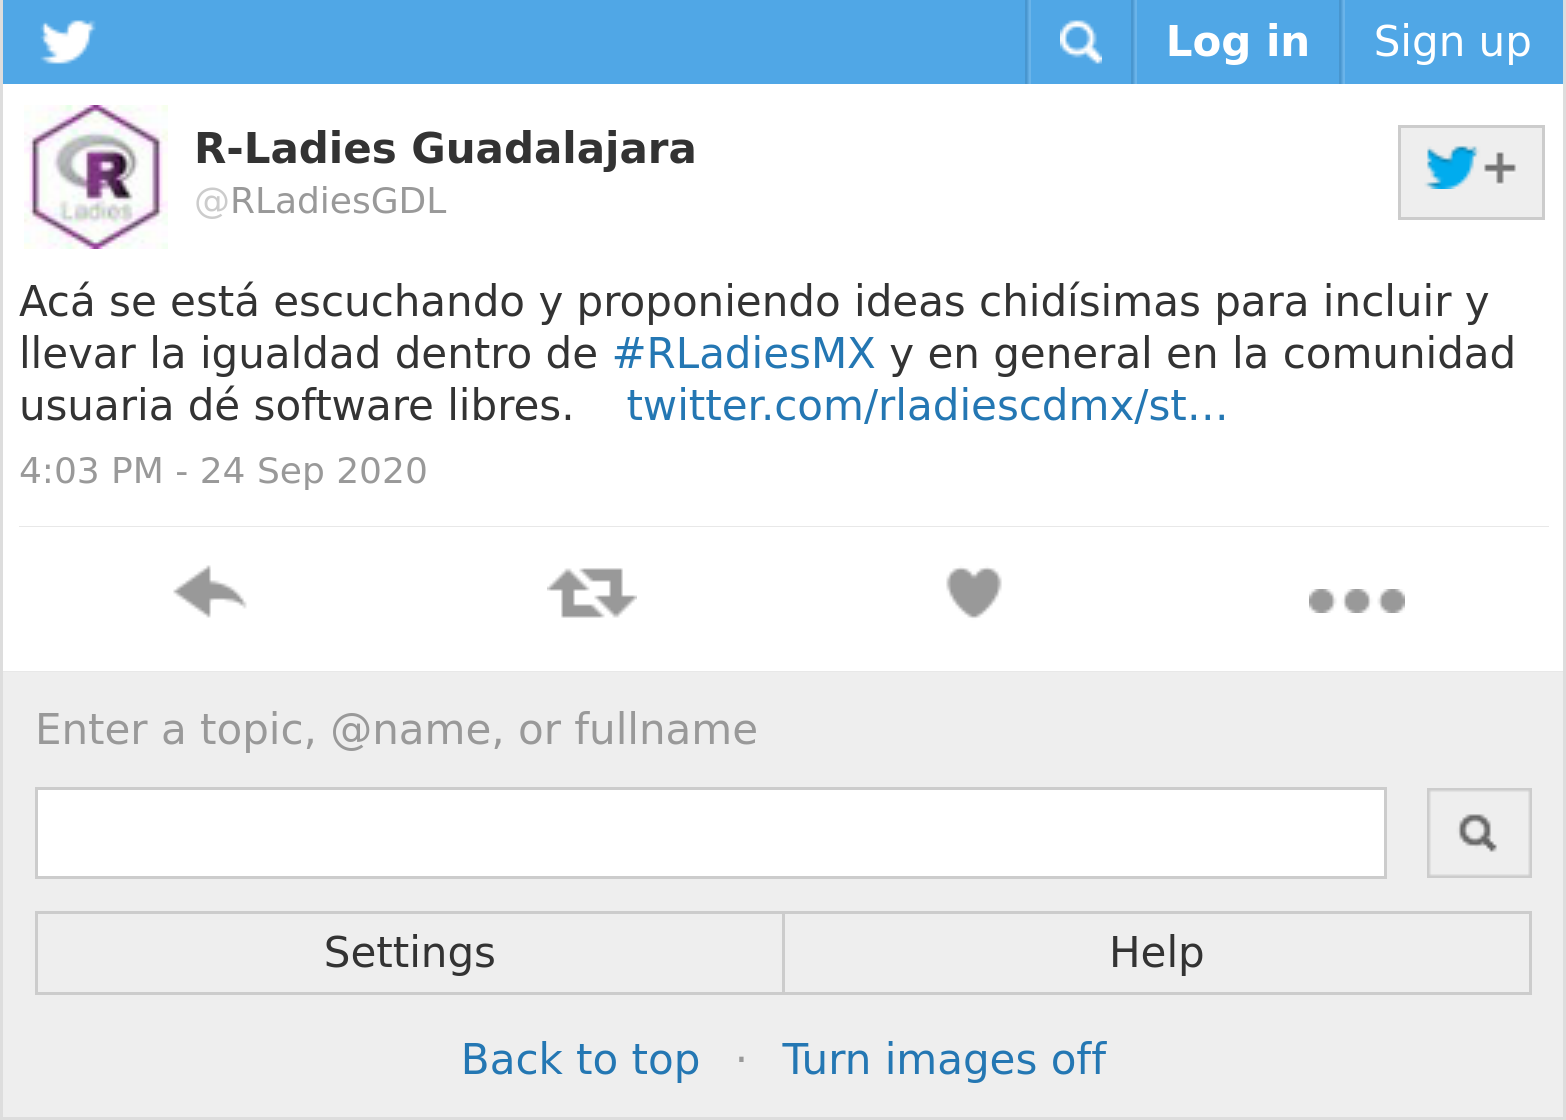 Log in
Sign up
R
Ladies
R-Ladies Guadalajara
@RLadiesGDL
+
Acá se está escuchando y proponiendo ideas chidísimas para incluir y
llevar la igualdad dentro de #RLadiesMX y en general en la comunidad
usuaria dé software libres. twitter.com/rladiescdmx/st...
4:03 PM - 24 Sep 2020
Enter a topic, @name, or fullname
Settings
Help
Back to top · Turn images off